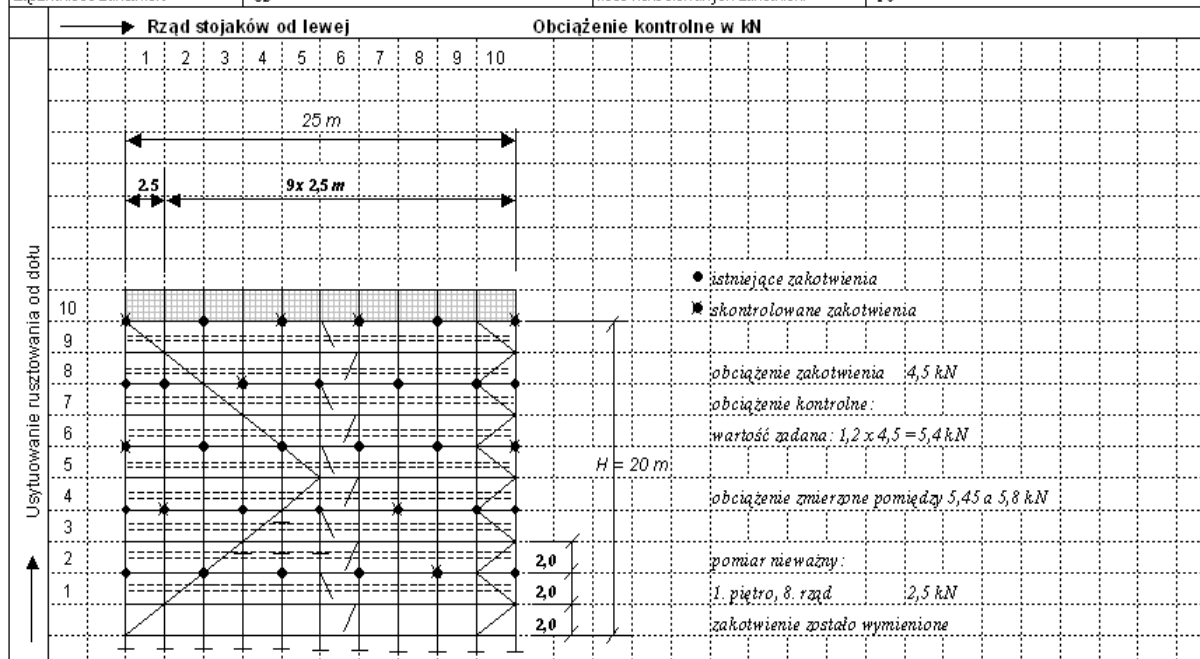 Rząd stojaków od lewej
Obciążenie kontrolne w kN
1 2 3 4 5 6 7 8 9 10
25 m
2.5
9x 2,5 m
Usytuowanie rusztowania od dołu
10
9
8
7
6
5
4
3
2
1
H = 20 m
2,0
2,0
2,0
istniejące zakotwienia
skontrolowane zakotwienia
obciążenie zakotwienia 4,5 kN
obciążenie kontrolne :
wartość zadana: 1,2 x 4,5 = 5,4 kN
obciążenie zmierzone pomiędzy 5,45 a 5,8 kN
pomiar nieważny :
1. piętro, 8. rząd 2,5 kN
zakotwienie zostało wymienione